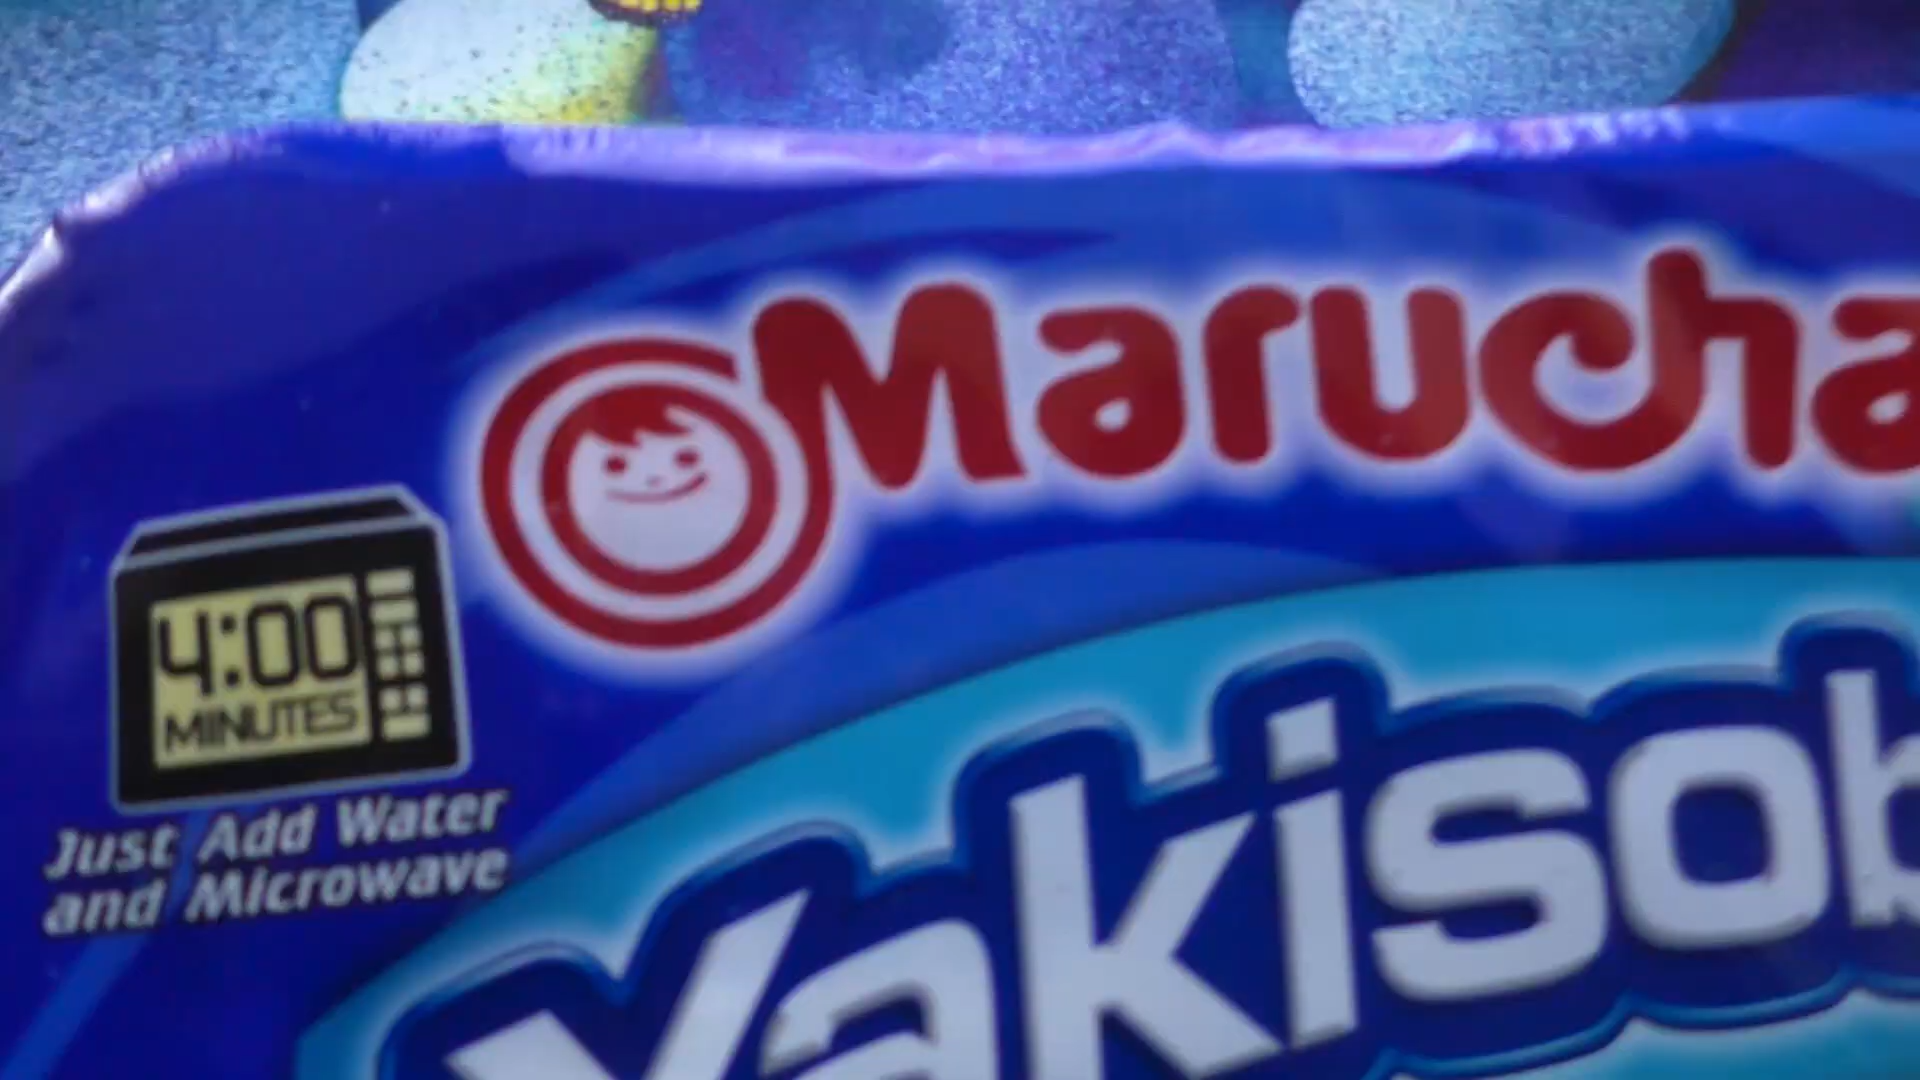 Marucha
4:00
MINUTES
Just Add Water
and Microwave
Yakisob